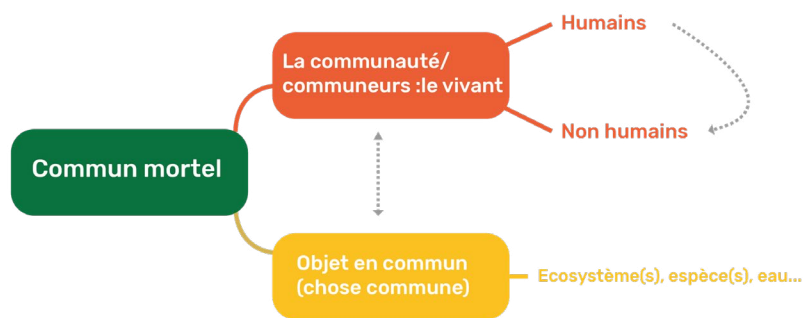 Humains
La communauté/
communeurs :le vivant
Non humains
Commun mortel
Objet en commun
(chose commune)
Ecosystème(s), espèce(s), eau...